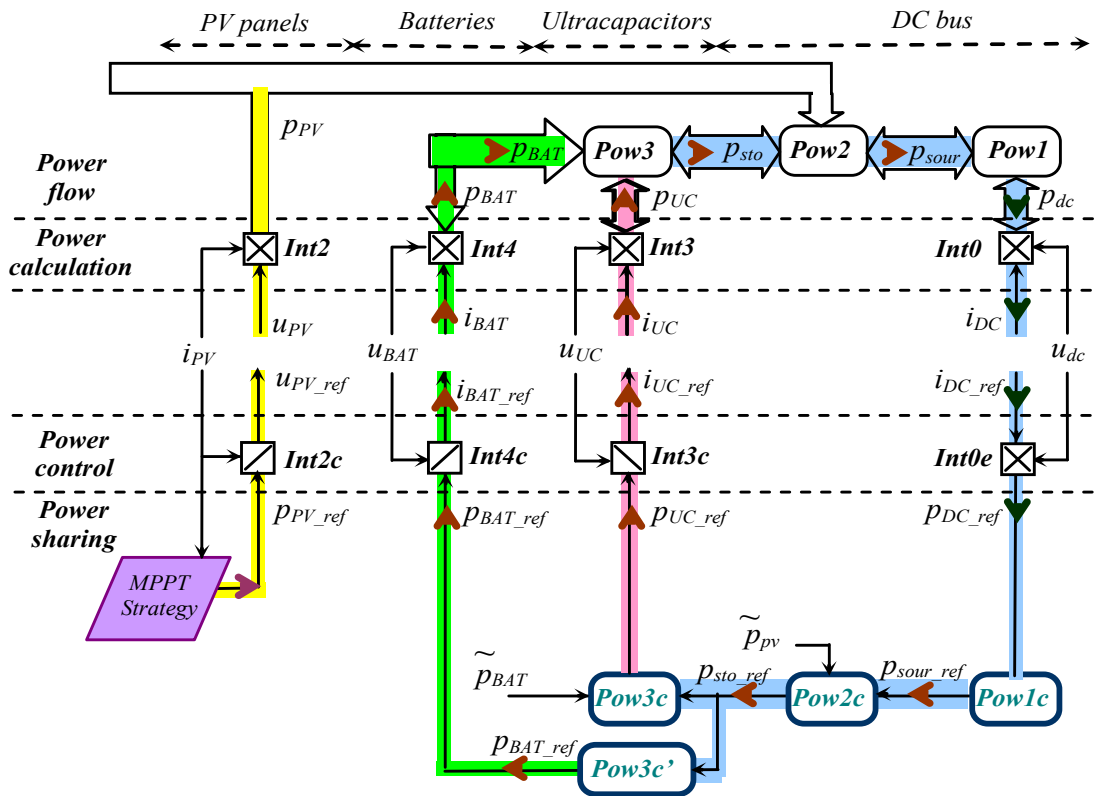 PV panels Batteries Ultracapacitors DC bus
p_PV
Power flow
p_BAT Pow3 p_sto Pow2 p_sour Pow1
p_BAT p_UC p_dc
Power calculation
Int2 Int4 Int3 Int0
u_PV i_BAT i_UC i_DC
i_PV u_BAT u_UC u_dc
u_PV_ref i_BAT_ref i_UC_ref i_DC_ref
Power control
Int2c Int4c Int3c Int0e
Power sharing
p_PV_ref p_BAT_ref p_UC_ref p_DC_ref
MPPT Strategy
p̃_pv
p̃_BAT p_sto_ref p_sour_ref
Pow3c Pow2c Pow1c
p_BAT_ref Pow3c’